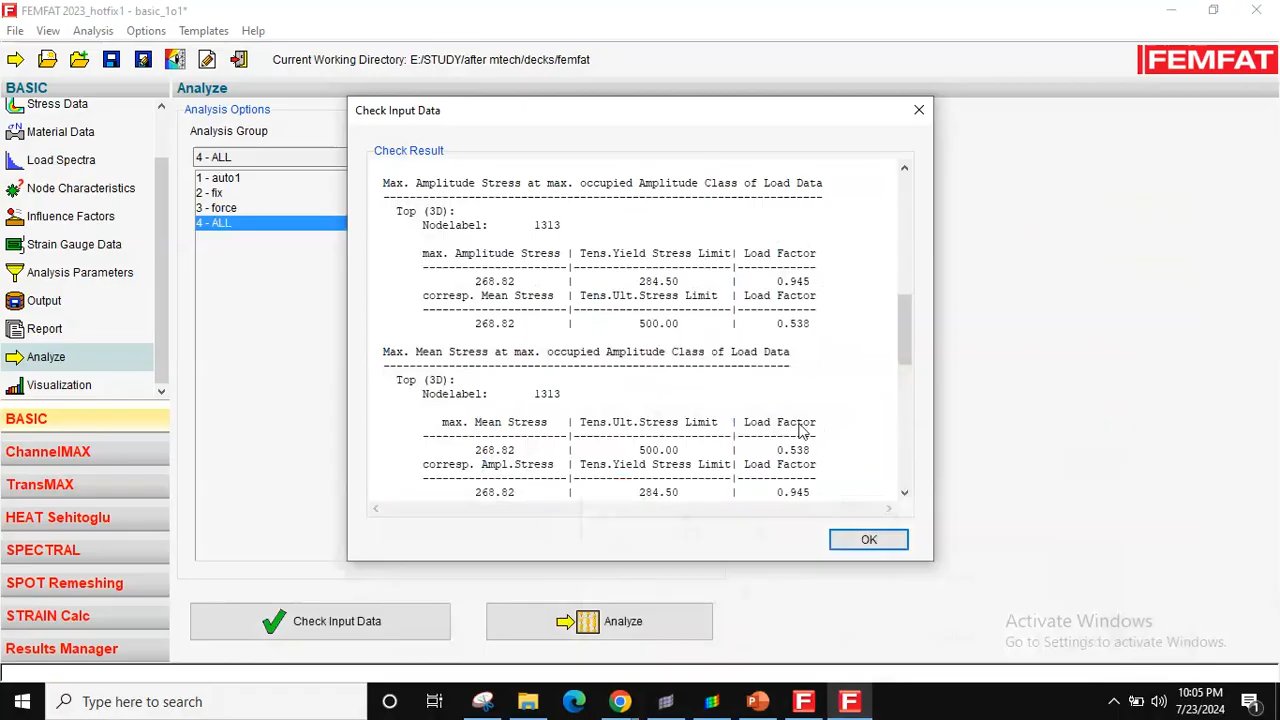 FEMFAT 2023_hotfix1 - basic_1o1*
File View Analysis Options Templates Help
Current Working Directory: E:/STUDY/after mtech/decks/femfat
FEMFAT
BASIC
Stress Data
Material Data
Load Spectra
Node Characteristics
Influence Factors
Strain Gauge Data
Analysis Parameters
Output
Report
Analyze
Visualization
BASIC
ChannelMAX
TransMAX
HEAT Sehitoglu
SPECTRAL
SPOT Remeshing
STRAIN Calc
Results Manager
Analyze
Analysis Options
Analysis Group
4 - ALL
1 - auto1
2 - fix
3 - force
4 - ALL
Check Input Data
Check Result
Max. Amplitude Stress at max. occupied Amplitude Class of Load Data
--------------------------------------------------------------------
Top (3D):
Nodelabel: 1313
max. Amplitude Stress | Tens.Yield Stress Limit| Load Factor
----------------------|------------------------|------------
268.82 | 284.50 | 0.945
corresp. Mean Stress | Tens.Ult.Stress Limit | Load Factor
----------------------|------------------------|------------
268.82 | 500.00 | 0.538
Max. Mean Stress at max. occupied Amplitude Class of Load Data
---------------------------------------------------------------
Top (3D):
Nodelabel: 1313
max. Mean Stress | Tens.Ult.Stress Limit | Load Factor
----------------------|------------------------|------------
268.82 | 500.00 | 0.538
corresp. Ampl.Stress | Tens.Yield Stress Limit| Load Factor
----------------------|------------------------|------------
268.82 | 284.50 | 0.945
OK
Check Input Data
Analyze
Activate Windows
Go to Settings to activate Windows.
Type here to search
10:05 PM
7/23/2024